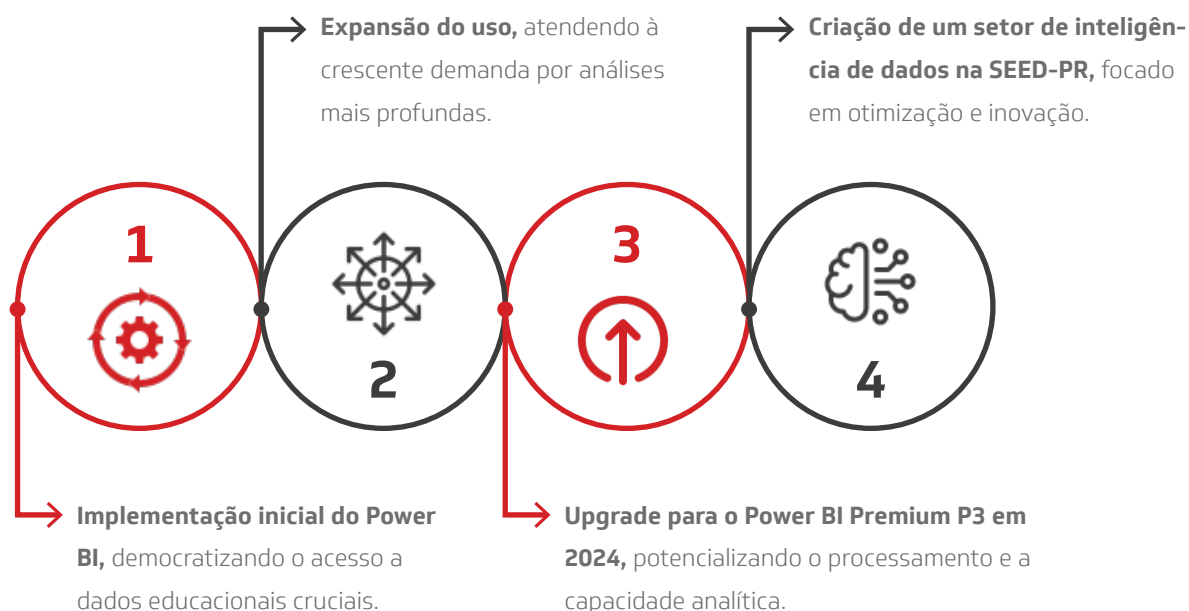 Expansão do uso, atendendo à
crescente demanda por análises
mais profundas.
Criação de um setor de inteligên-
cia de dados na SEED-PR, focado
em otimização e inovação.
1
2
3
4
Implementação inicial do Power
BI, democratizando o acesso a
dados educacionais cruciais.
Upgrade para o Power BI Premium P3 em
2024, potencializando o processamento e a
capacidade analítica.